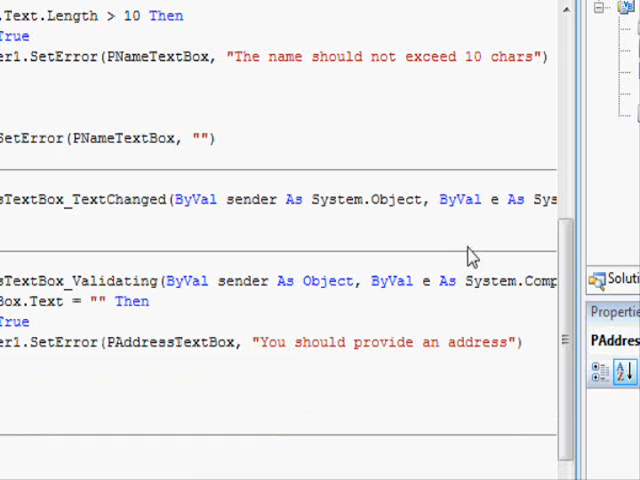 .Text.Length > 10 Then
True
er1.SetError(PNameTextBox, "The name should not exceed 10 chars")
SetError(PNameTextBox, "")
sTextBox_TextChanged(ByVal sender As System.Object, ByVal e As Sys
sTextBox_Validating(ByVal sender As Object, ByVal e As System.Comp
Box.Text = "" Then
True
er1.SetError(PAddressTextBox, "You should provide an address")
Soluti
Propertie
PAddres